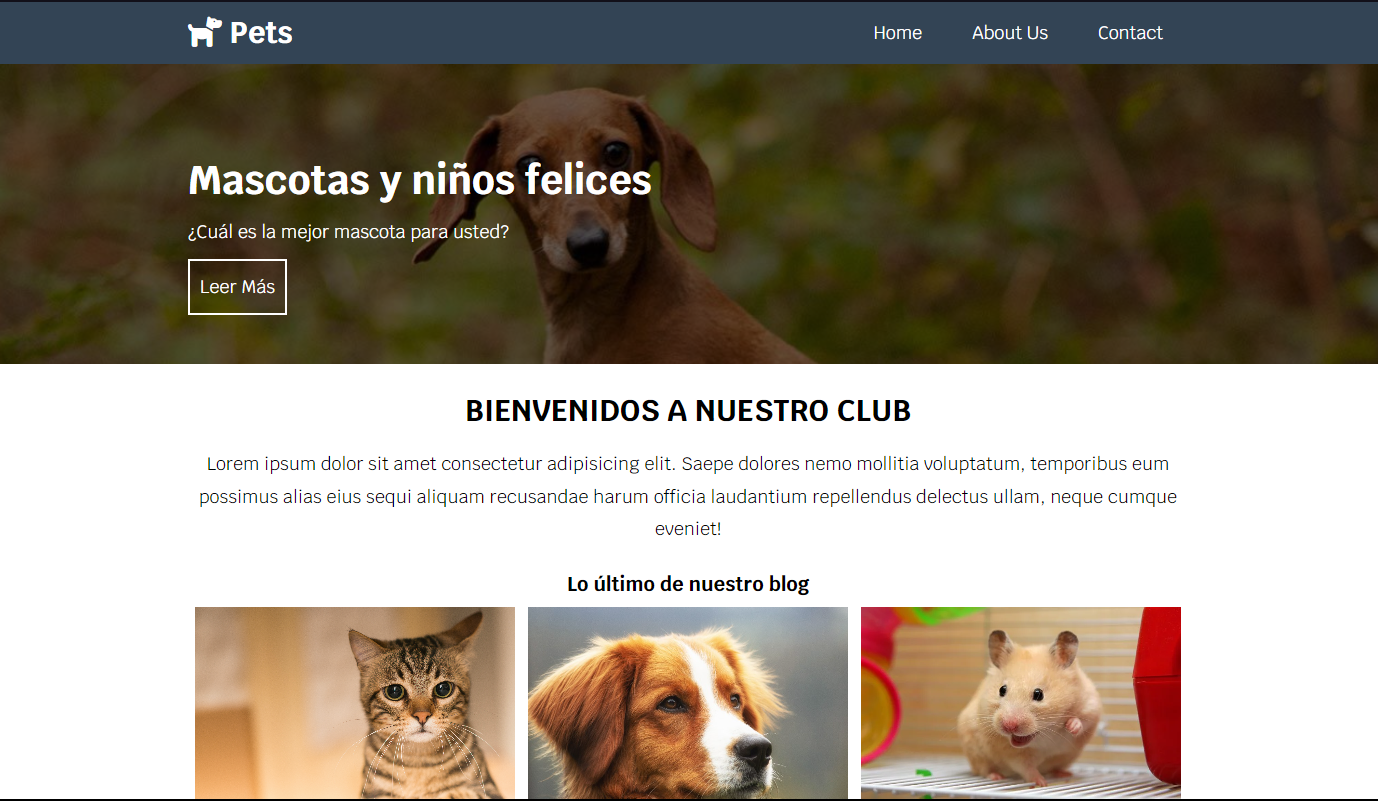 Pets
Home
About Us
Contact
Mascotas y niños felices
¿Cuál es la mejor mascota para usted?
Leer Más
BIENVENIDOS A NUESTRO CLUB
Lorem ipsum dolor sit amet consectetur adipisicing elit. Saepe dolores nemo mollitia voluptatum, temporibus eum
possimus alias eius sequi aliquam recusandae harum officia laudantium repellendus delectus ullam, neque cumque
eveniet!
Lo último de nuestro blog